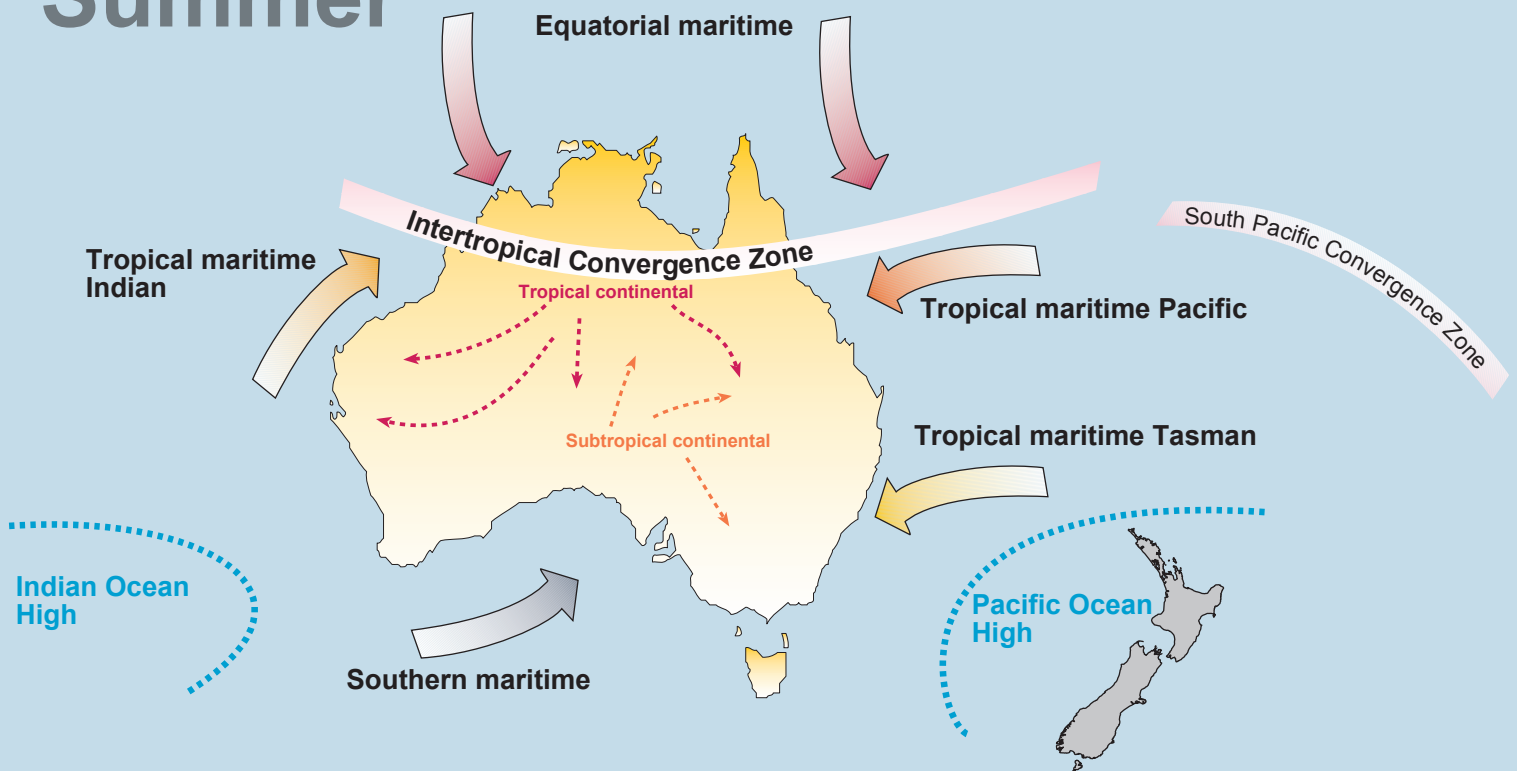 Summer
Equatorial maritime
Intertropical Convergence Zone
South Pacific Convergence Zone
Tropical maritime
Indian
Tropical continental
Tropical maritime Pacific
Subtropical continental
Tropical maritime Tasman
Indian Ocean
High
Pacific Ocean
High
Southern maritime